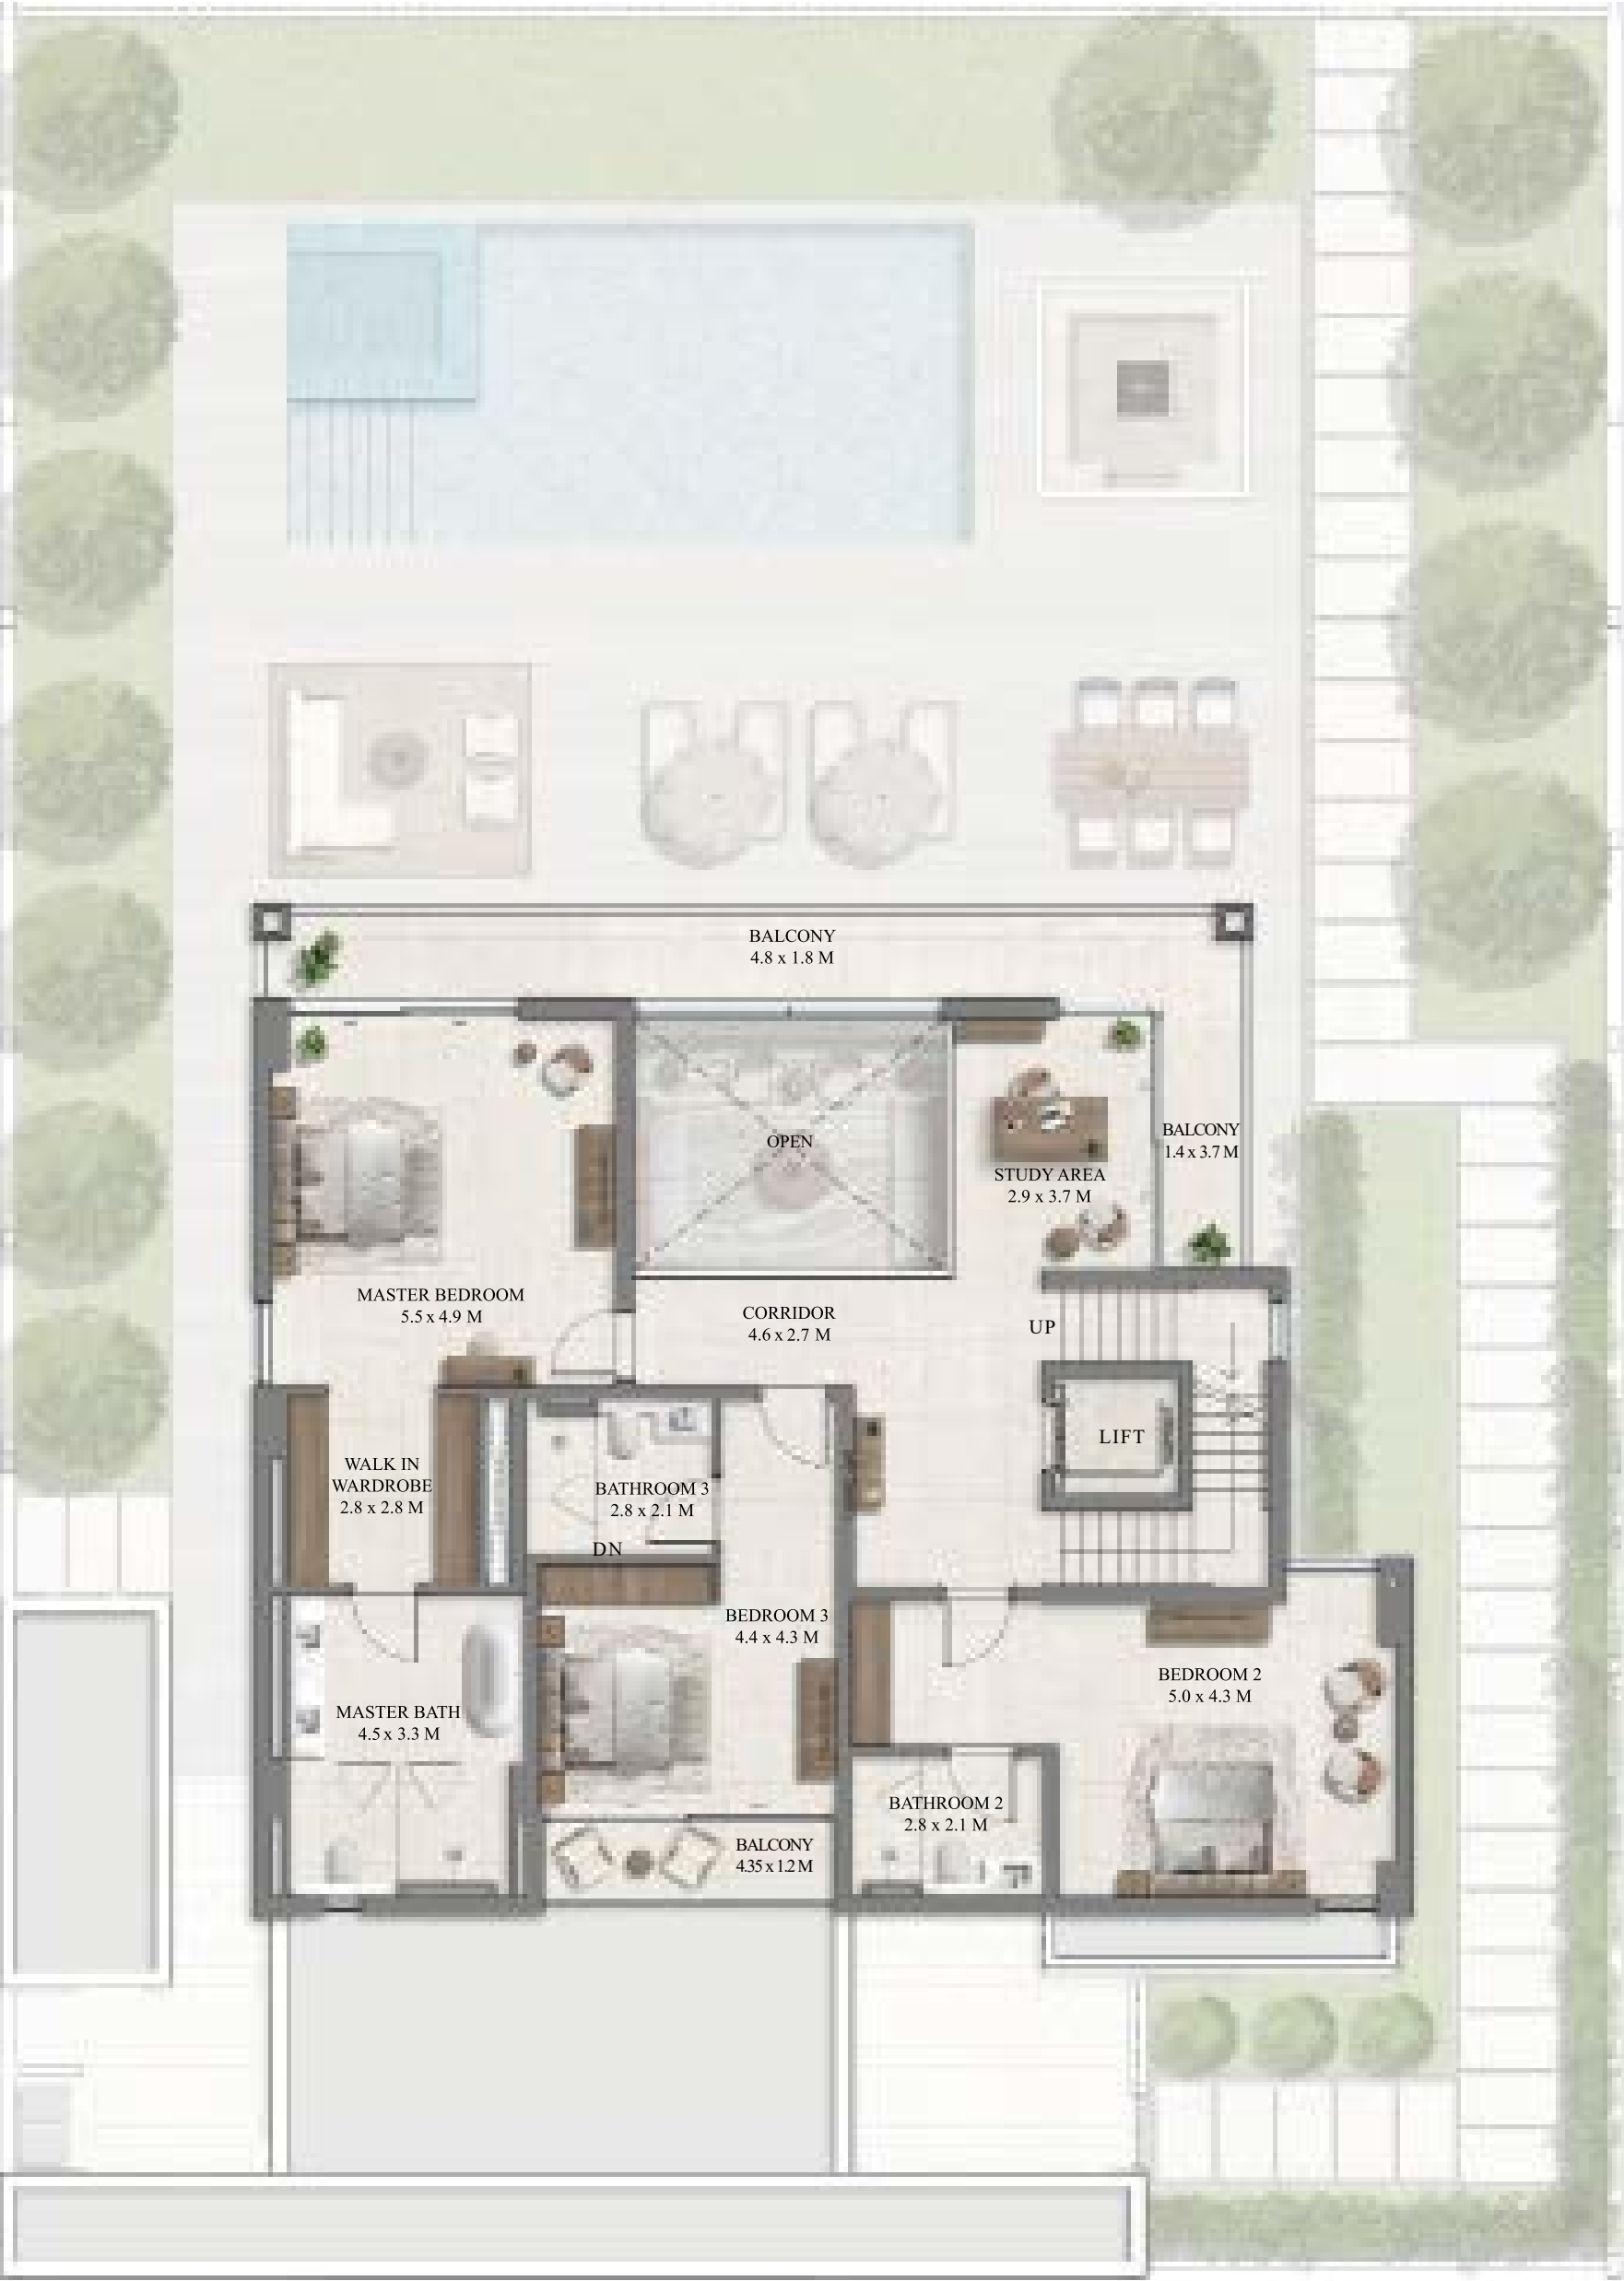 BALCONY
4.8 x 1.8 M
BALCONY
1.4 x 3.7 M
OPEN
STUDY AREA
2.9 x 3.7 M
MASTER BEDROOM
5.5 x 4.9 M
CORRIDOR
4.6 x 2.7 M
UP
LIFT
WALK IN
WARDROBE
2.8 x 2.8 M
BATHROOM 3
2.8 x 2.1 M
DN
BEDROOM 3
4.4 x 4.3 M
BEDROOM 2
5.0 x 4.3 M
MASTER BATH
4.5 x 3.3 M
BATHROOM 2
2.8 x 2.1 M
BALCONY
4.35 x 1.2 M